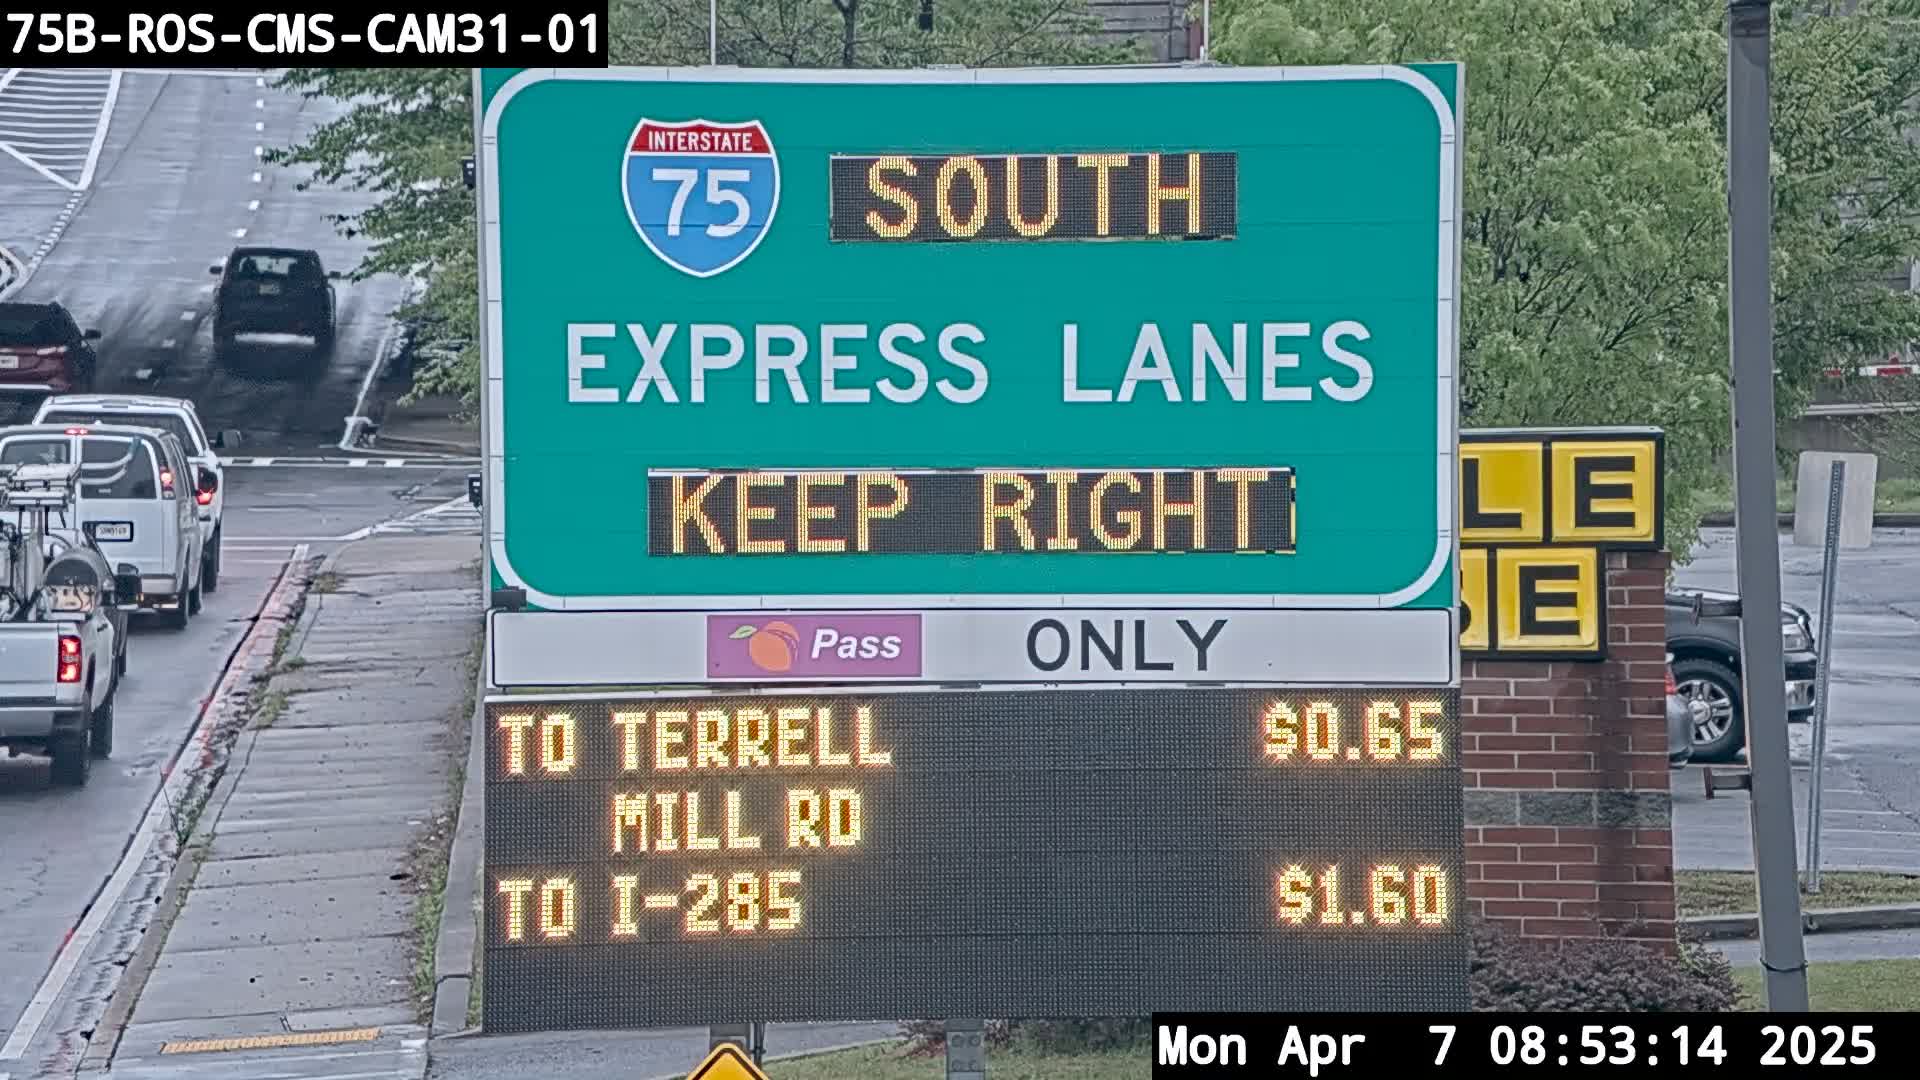 75B-ROS-CMS-CAM31-01
INTERSTATE
75
SOUTH
EXPRESS LANES
KEEP RIGHT
Pass ONLY
TO TERRELL $0.65
MILL RD
TO I-285 $1.60
LE
E
Mon Apr 7 08:53:14 2025